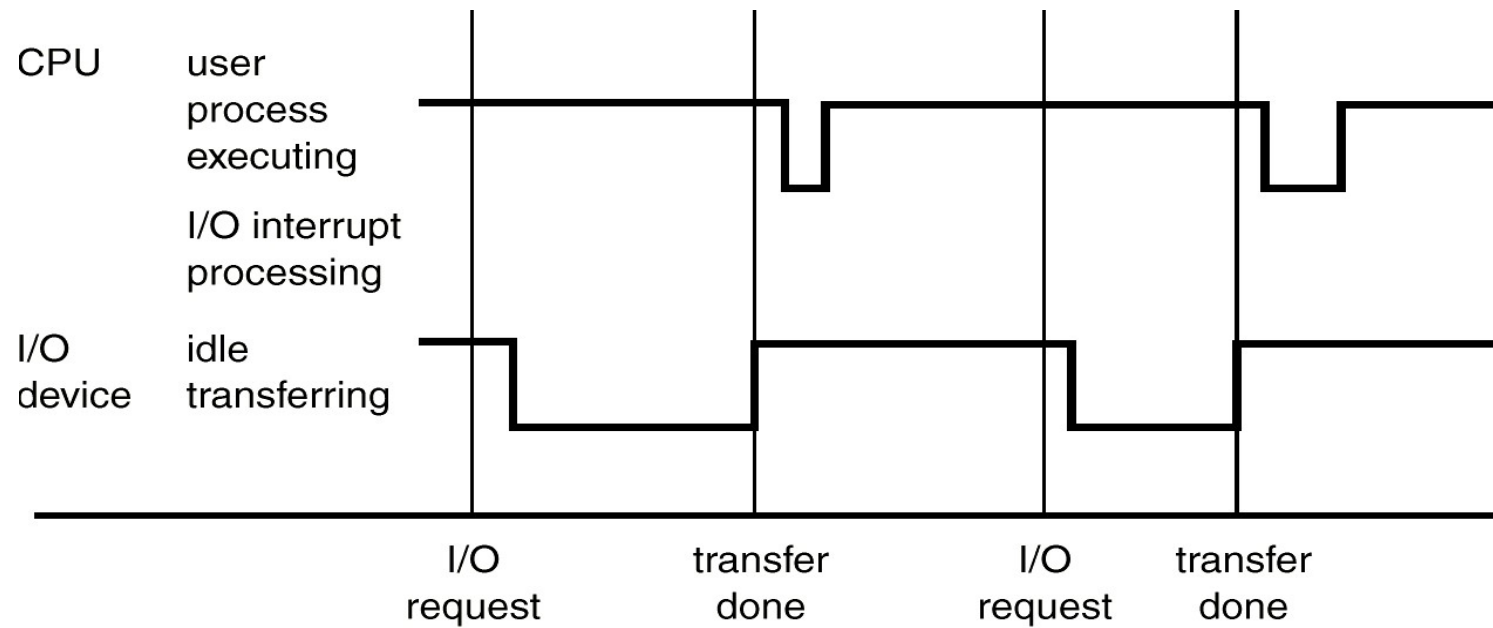 CPU user
process
executing
I/O interrupt
processing
I/O idle
device transferring
I/O transfer I/O transfer
request done request done